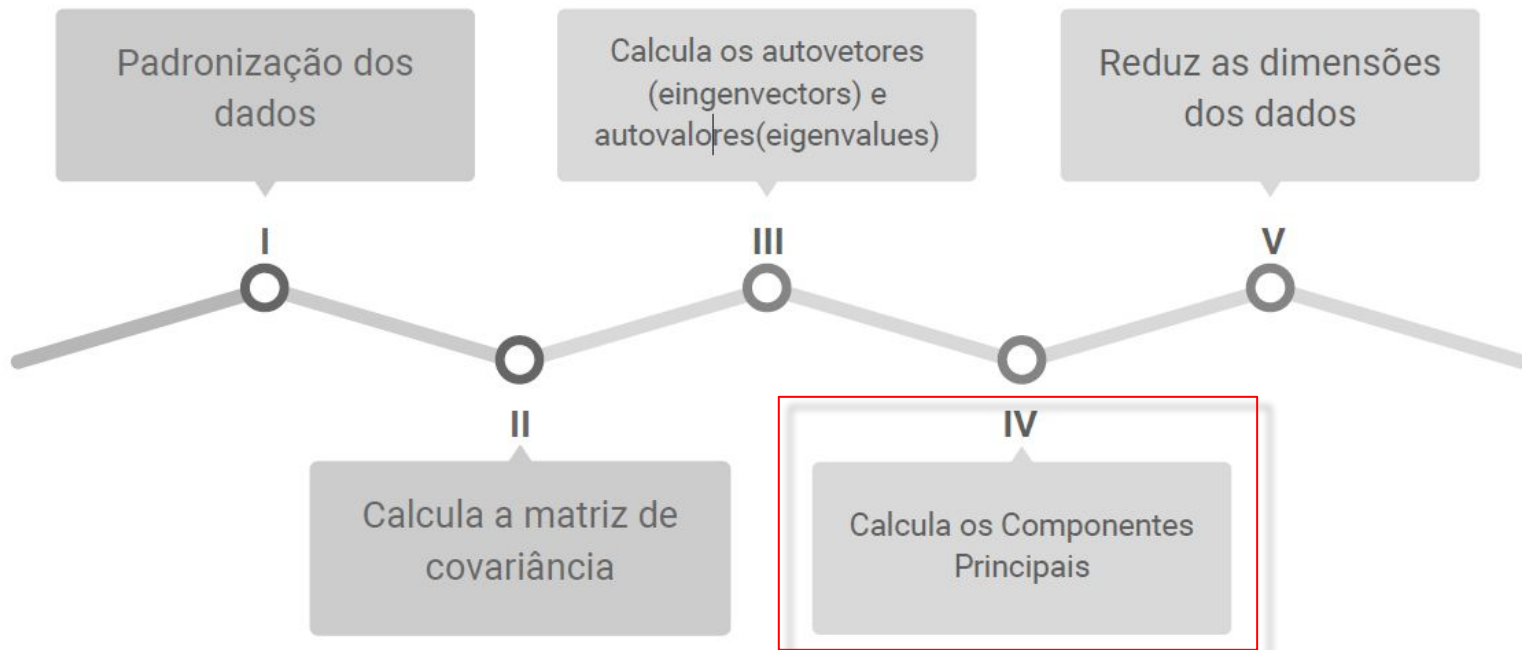 Padronização dos
dados
I
II
Calcula a matriz de
covariância
Calcula os autovetores
(eingenvectors) e
autovalores(eigenvalues)
III
IV
Calcula os Componentes
Principais
Reduz as dimensões
dos dados
V